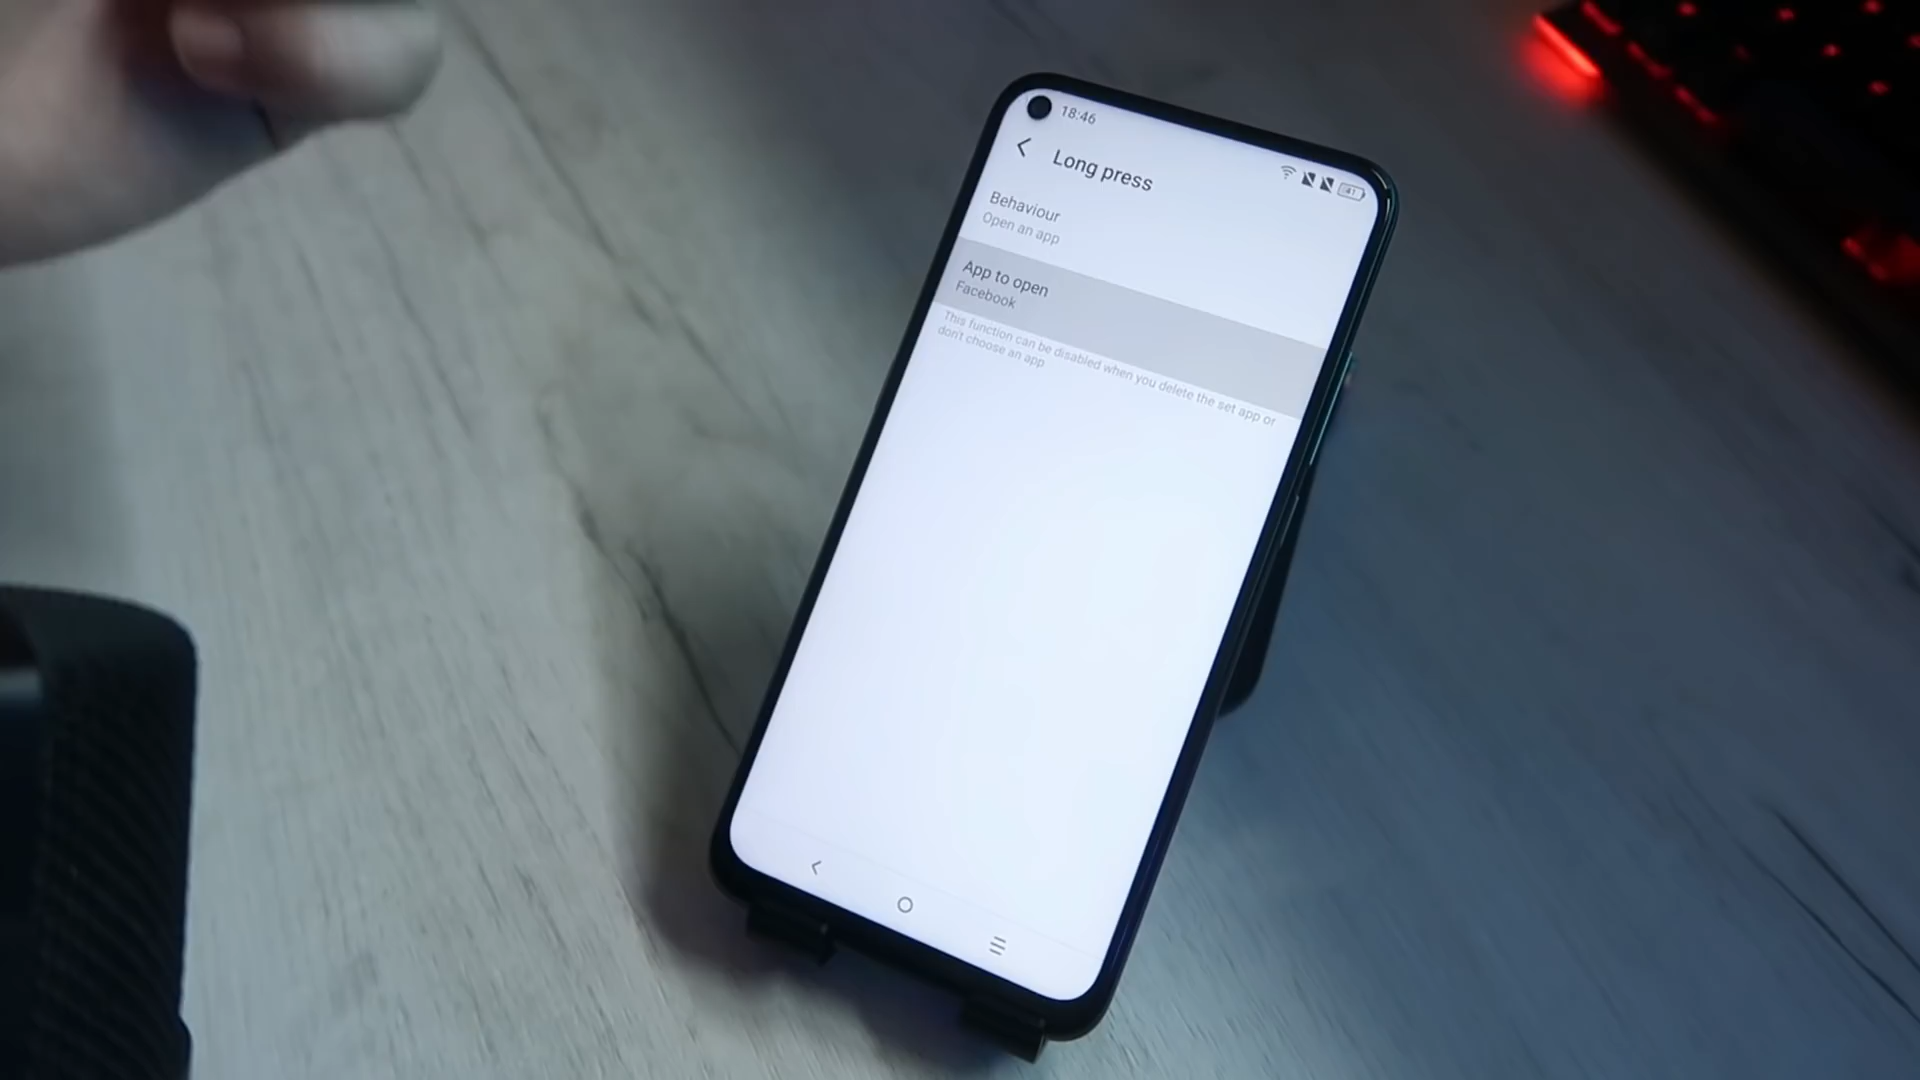 18:46
41
Long press
Behaviour
Open an app
App to open
Facebook
This function can be disabled when you delete the set app or
don't choose an app